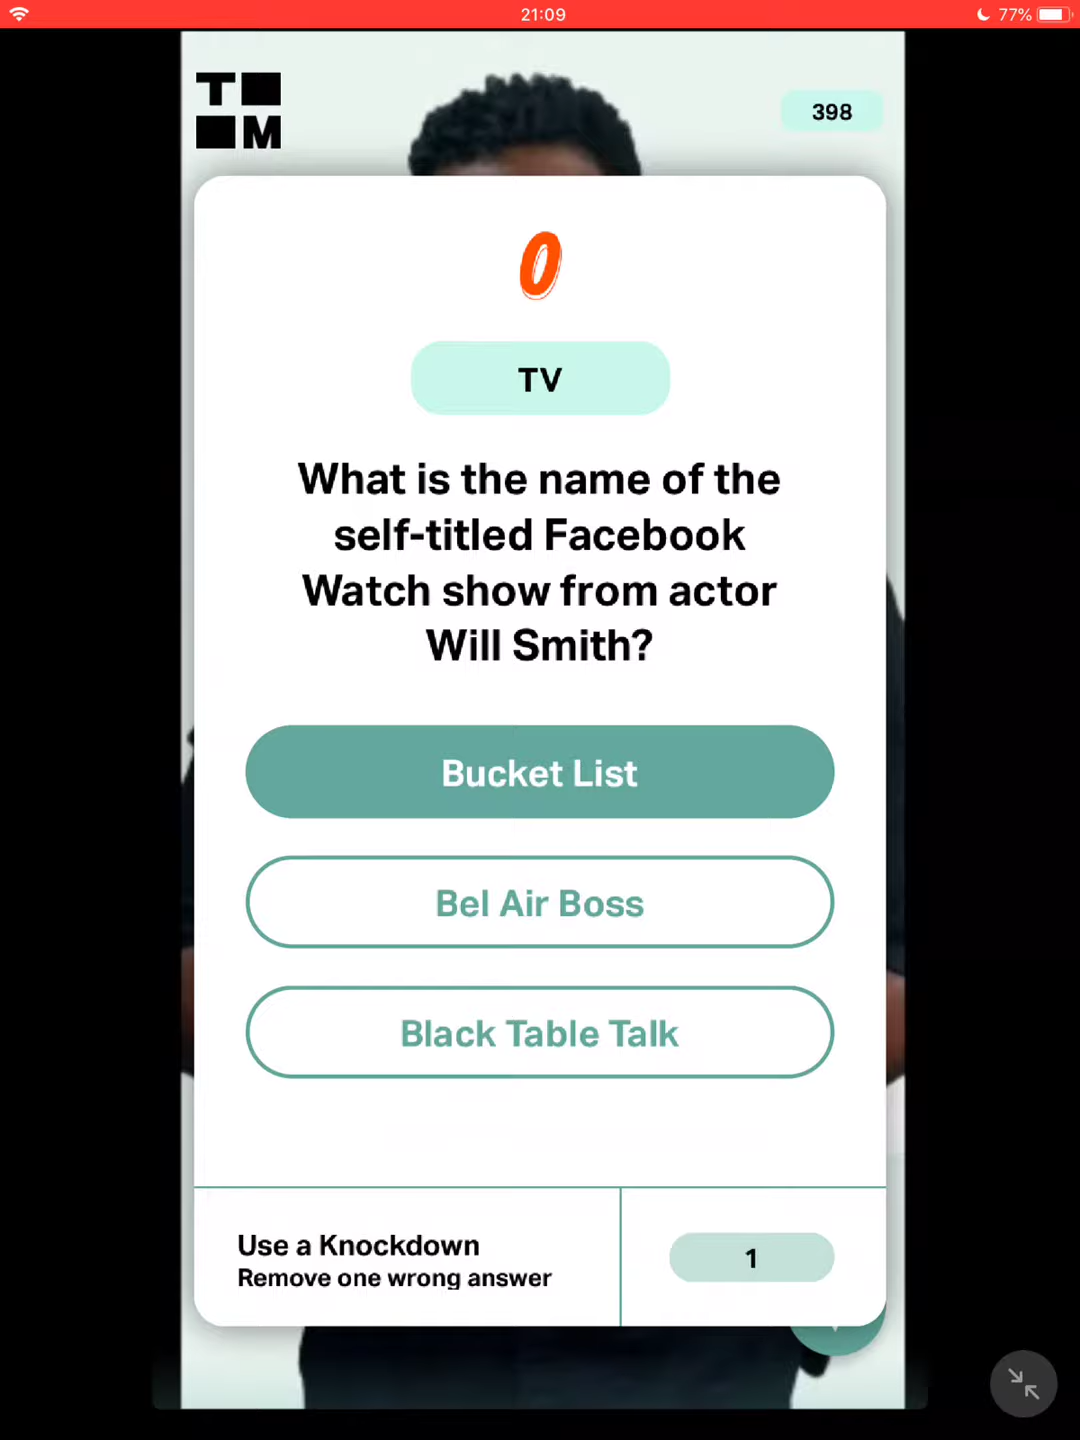 21:09
77%
T
M
398
0
TV
What is the name of the
self-titled Facebook
Watch show from actor
Will Smith?
Bucket List
Bel Air Boss
Black Table Talk
Use a Knockdown
1
Remove one wrong answer